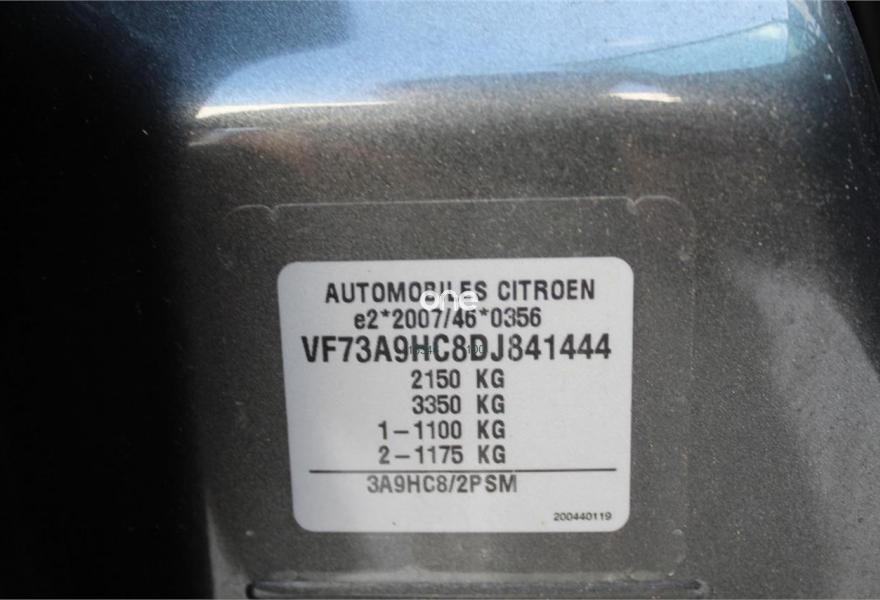 AUTOMOBILES CITROEN
one
e2*2007/46*0356
VF73A9HC8DJ841444
2150 KG
3350 KG
1-1100 KG
2-1175 KG
3A9HC8/2PSM
200440119